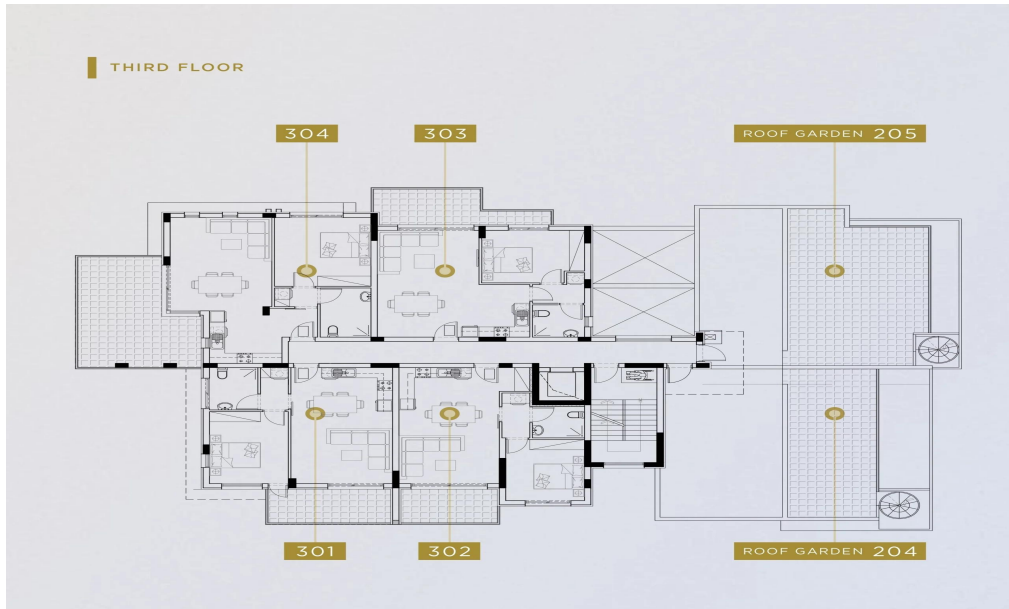 THIRD FLOOR
304
303
ROOF GARDEN 205
301
302
ROOF GARDEN 204